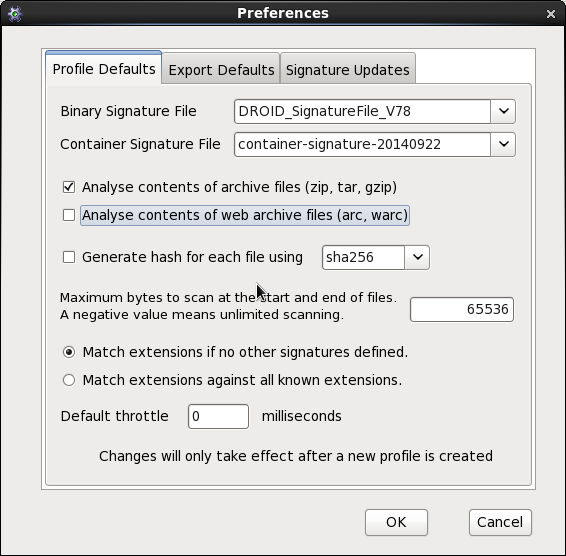 Preferences
Profile Defaults Export Defaults Signature Updates
Binary Signature File DROID_SignatureFile_V78
Container Signature File container-signature-20140922
Analyse contents of archive files (zip, tar, gzip)
Analyse contents of web archive files (arc, warc)
Generate hash for each file using sha256
Maximum bytes to scan at the start and end of files.
A negative value means unlimited scanning. 65536
Match extensions if no other signatures defined.
Match extensions against all known extensions.
Default throttle 0 milliseconds
Changes will only take effect after a new profile is created
OK Cancel